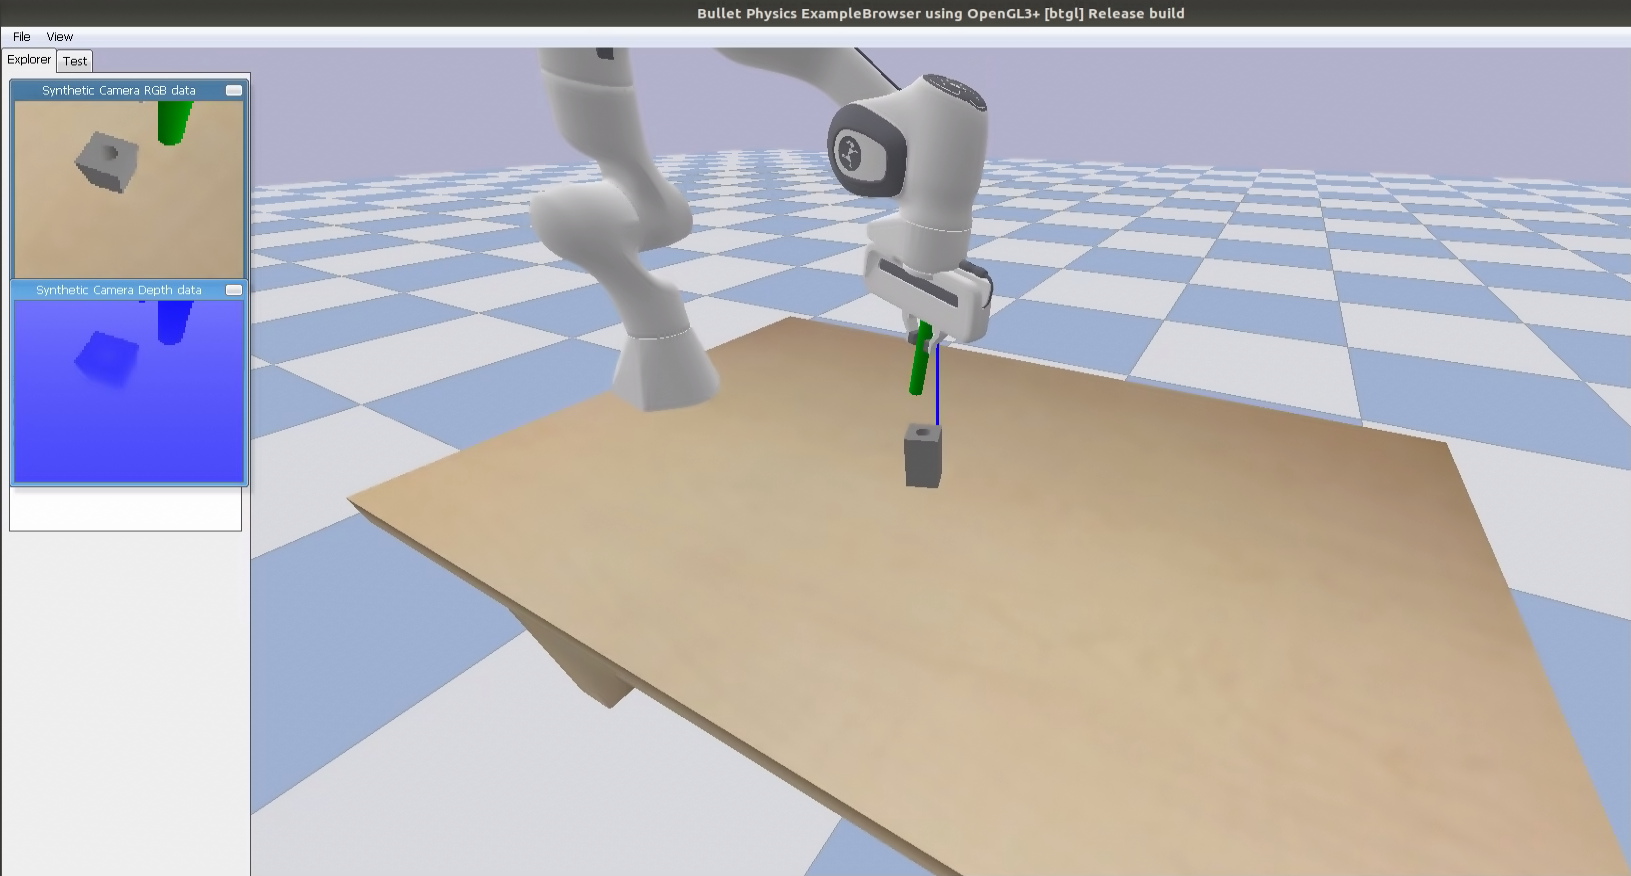 Bullet Physics ExampleBrowser using OpenGL3+ [btgl] Release build
File View
Explorer Test
Synthetic Camera RGB data
Synthetic Camera Depth data